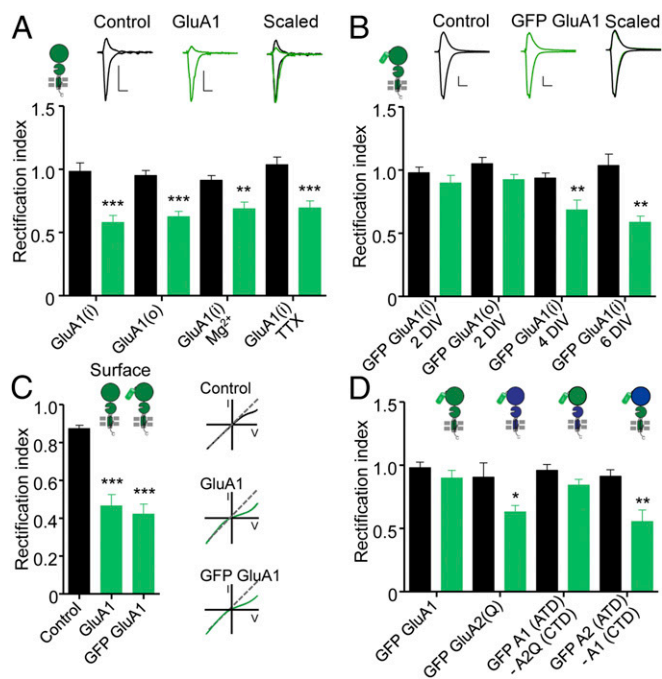 A
Control GluA1 Scaled
1.5
1.0
0.5
0
Rectification index
*** *** ** ***
GluA1(i)
GluA1(o)
GluA1(i)
Mg2+
GluA1(i)
TTX
B
Control GFP GluA1 Scaled
1.5
1.0
0.5
0
Rectification index
** **
GFP GluA1(i)
2 DIV
GFP GluA1(o)
2 DIV
GFP GluA1(i)
4 DIV
GFP GluA1(i)
6 DIV
C
Surface
0.8
0.6
0.4
0.2
0
Rectification index
*** ***
Control
GluA1
GFP GluA1
Control
I
V
GluA1
I
V
GFP GluA1
I
V
D
1.5
1.0
0.5
0
Rectification index
* **
GFP GluA1
GFP GluA2(Q)
GFP A1 (ATD)
-A2Q (CTD)
GFP A2 (ATD)
-A1 (CTD)